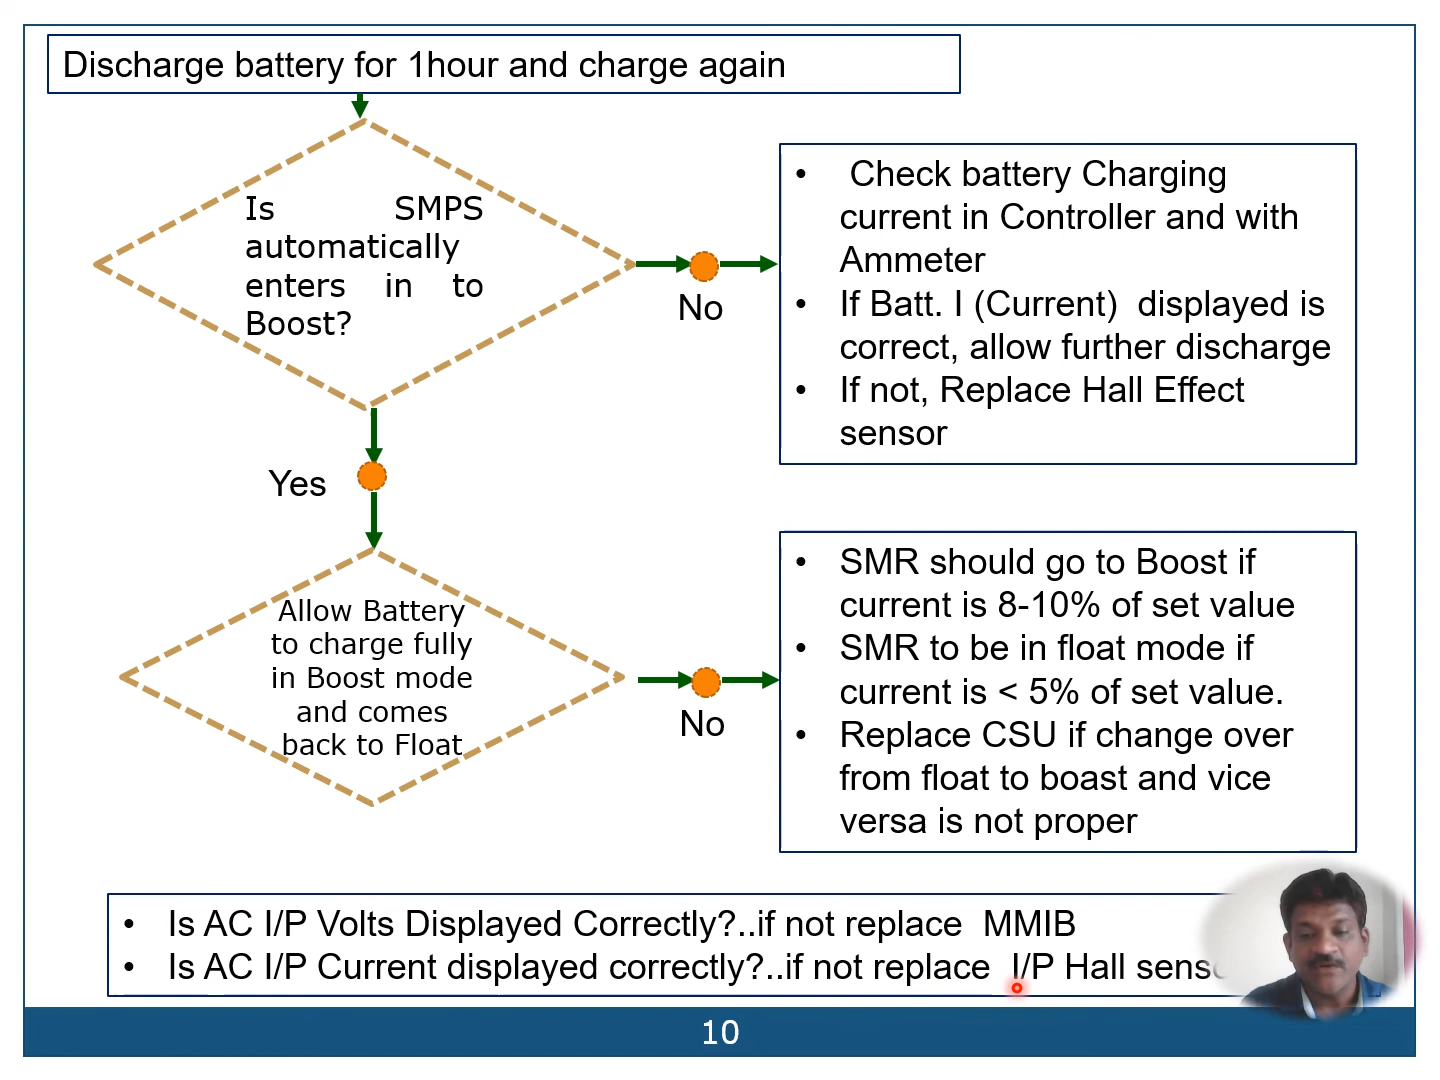 Discharge battery for 1hour and charge again
Is SMPS
automatically
enters in to
Boost?
No
• Check battery Charging
current in Controller and with
Ammeter
• If Batt. I (Current) displayed is
correct, allow further discharge
• If not, Replace Hall Effect
sensor
Yes
Allow Battery
to charge fully
in Boost mode
and comes
back to Float
No
• SMR should go to Boost if
current is 8-10% of set value
• SMR to be in float mode if
current is < 5% of set value.
• Replace CSU if change over
from float to boast and vice
versa is not proper
• Is AC I/P Volts Displayed Correctly?..if not replace MMIB
• Is AC I/P Current displayed correctly?..if not replace I/P Hall
10